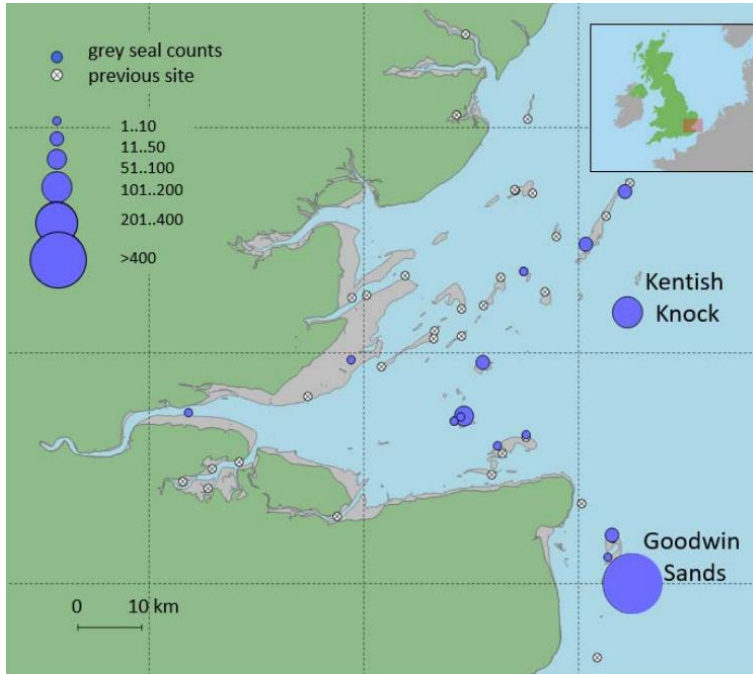 grey seal counts
previous site
1..10
11..50
51..100
101..200
201..400
>400
Kentish
Knock
Goodwin
Sands
0 10 km